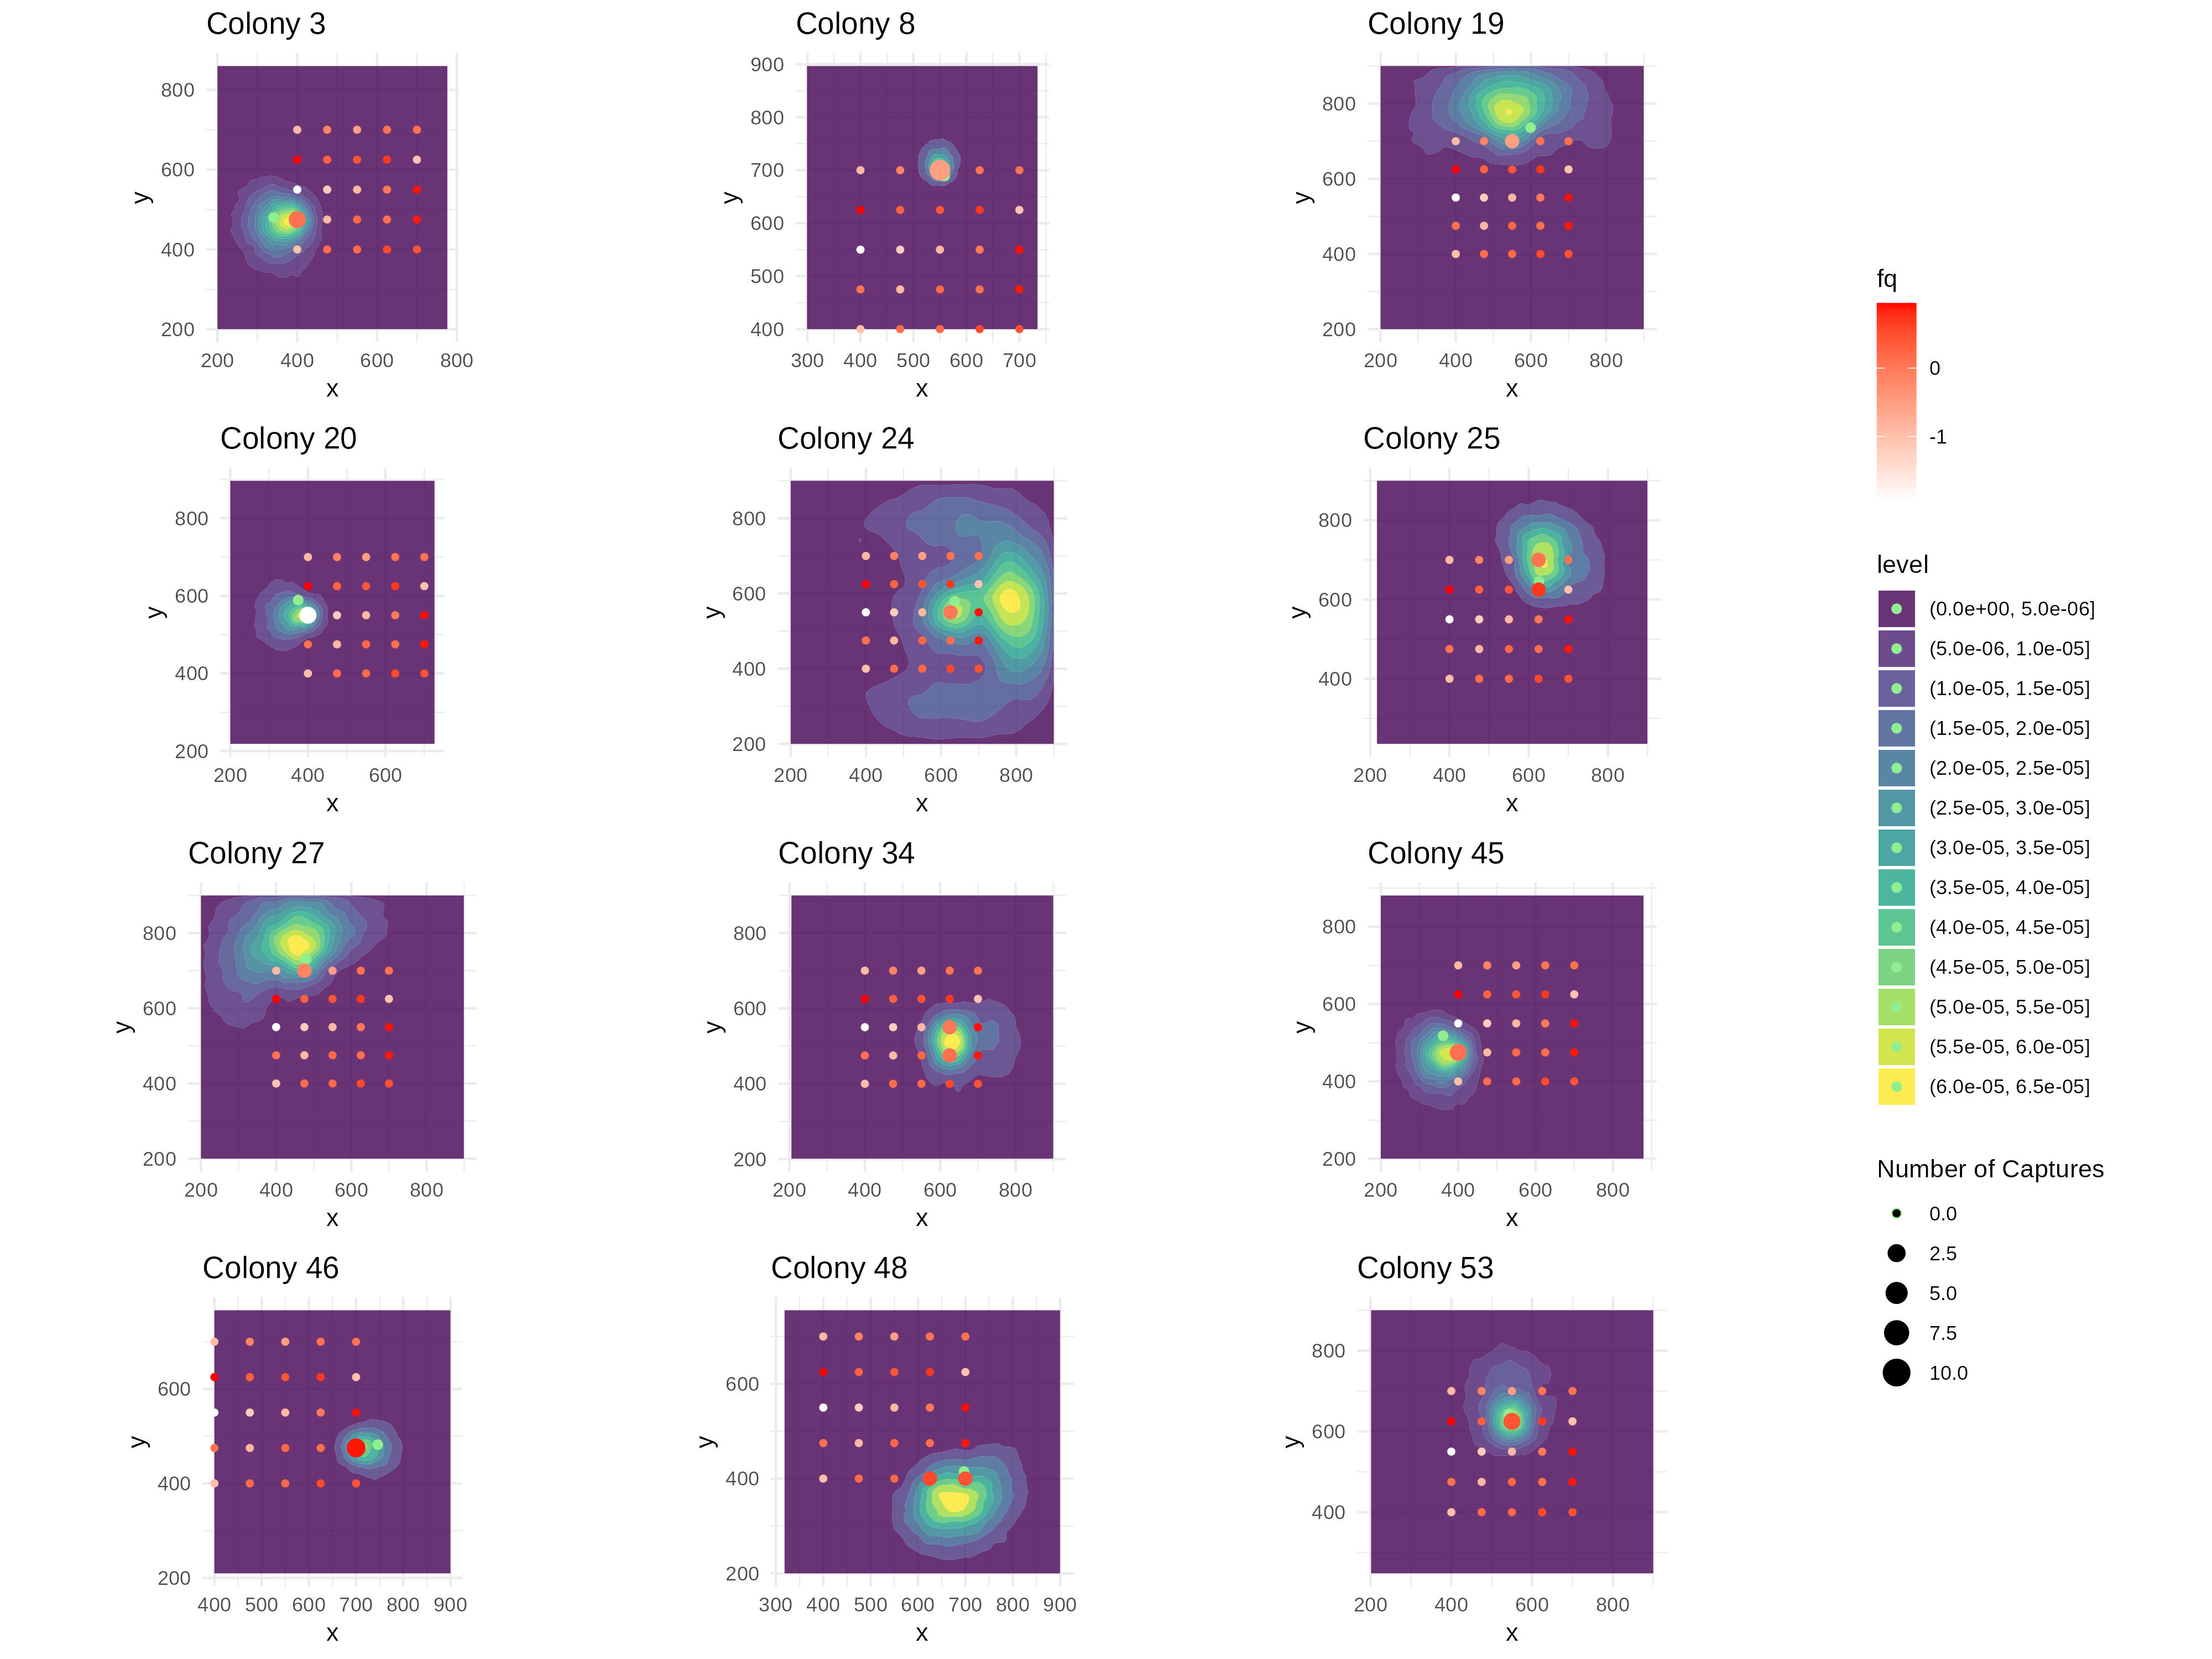 Colony 3
800
600
400
200
200 400 600 800
x
y
Colony 8
900
800
700
600
500
400
300 400 500 600 700
x
y
Colony 19
800
600
400
200
200 400 600 800
x
y
Colony 20
800
600
400
200
200 400 600
x
y
Colony 24
800
600
400
200
200 400 600 800
x
y
Colony 25
800
600
400
200 400 600 800
x
y
Colony 27
800
600
400
200
200 400 600 800
x
y
Colony 34
800
600
400
200
200 400 600 800
x
y
Colony 45
800
600
400
200
200 400 600 800
x
y
Colony 46
600
400
200
400 500 600 700 800 900
x
y
Colony 48
600
400
200
300 400 500 600 700 800 900
x
y
Colony 53
800
600
400
200 400 600 800
x
y
fq
0
-1
level
(0.0e+00, 5.0e-06]
(5.0e-06, 1.0e-05]
(1.0e-05, 1.5e-05]
(1.5e-05, 2.0e-05]
(2.0e-05, 2.5e-05]
(2.5e-05, 3.0e-05]
(3.0e-05, 3.5e-05]
(3.5e-05, 4.0e-05]
(4.0e-05, 4.5e-05]
(4.5e-05, 5.0e-05]
(5.0e-05, 5.5e-05]
(5.5e-05, 6.0e-05]
(6.0e-05, 6.5e-05]
Number of Captures
0.0
2.5
5.0
7.5
10.0